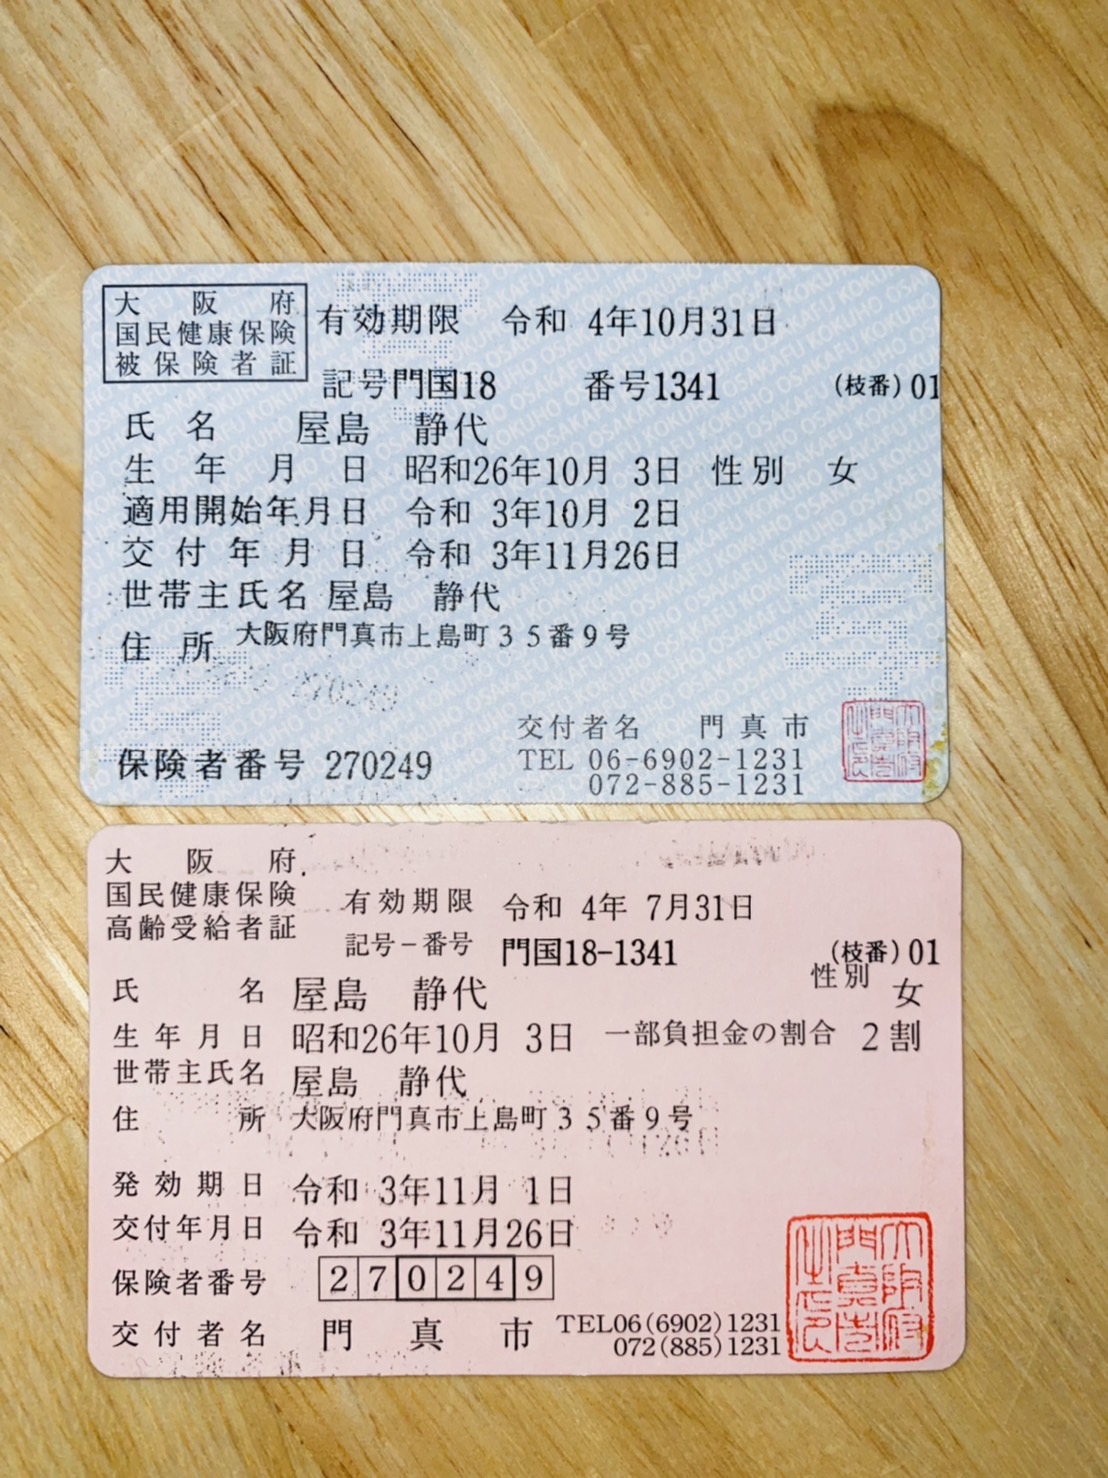 大阪府
国民健康保険
被保険者証
有効期限 令和 4年10月31日
記号門国18 番号1341 (枝番)01
氏名 屋島 静代
生年月日 昭和26年10月 3日 性別 女
適用開始年月日 令和 3年10月 2日
交付年月日 令和 3年11月26日
世帯主氏名 屋島 静代
住所 大阪府門真市上島町35番9号
保険者番号 270249
交付者名 門真市
TEL 06-6902-1231
072-885-1231
大阪府
国民健康保険
高齢受給者証
有効期限 令和 4年 7月31日
記号-番号 門国18-1341 (枝番)01
氏名 屋島 静代 性別 女
生年月日 昭和26年10月 3日 一部負担金の割合 2割
世帯主氏名 屋島 静代
住所 大阪府門真市上島町35番9号
発効期日 令和 3年11月 1日
交付年月日 令和 3年11月26日
保険者番号 270249
交付者名 門真市 TEL06(6902)1231
072(885)1231